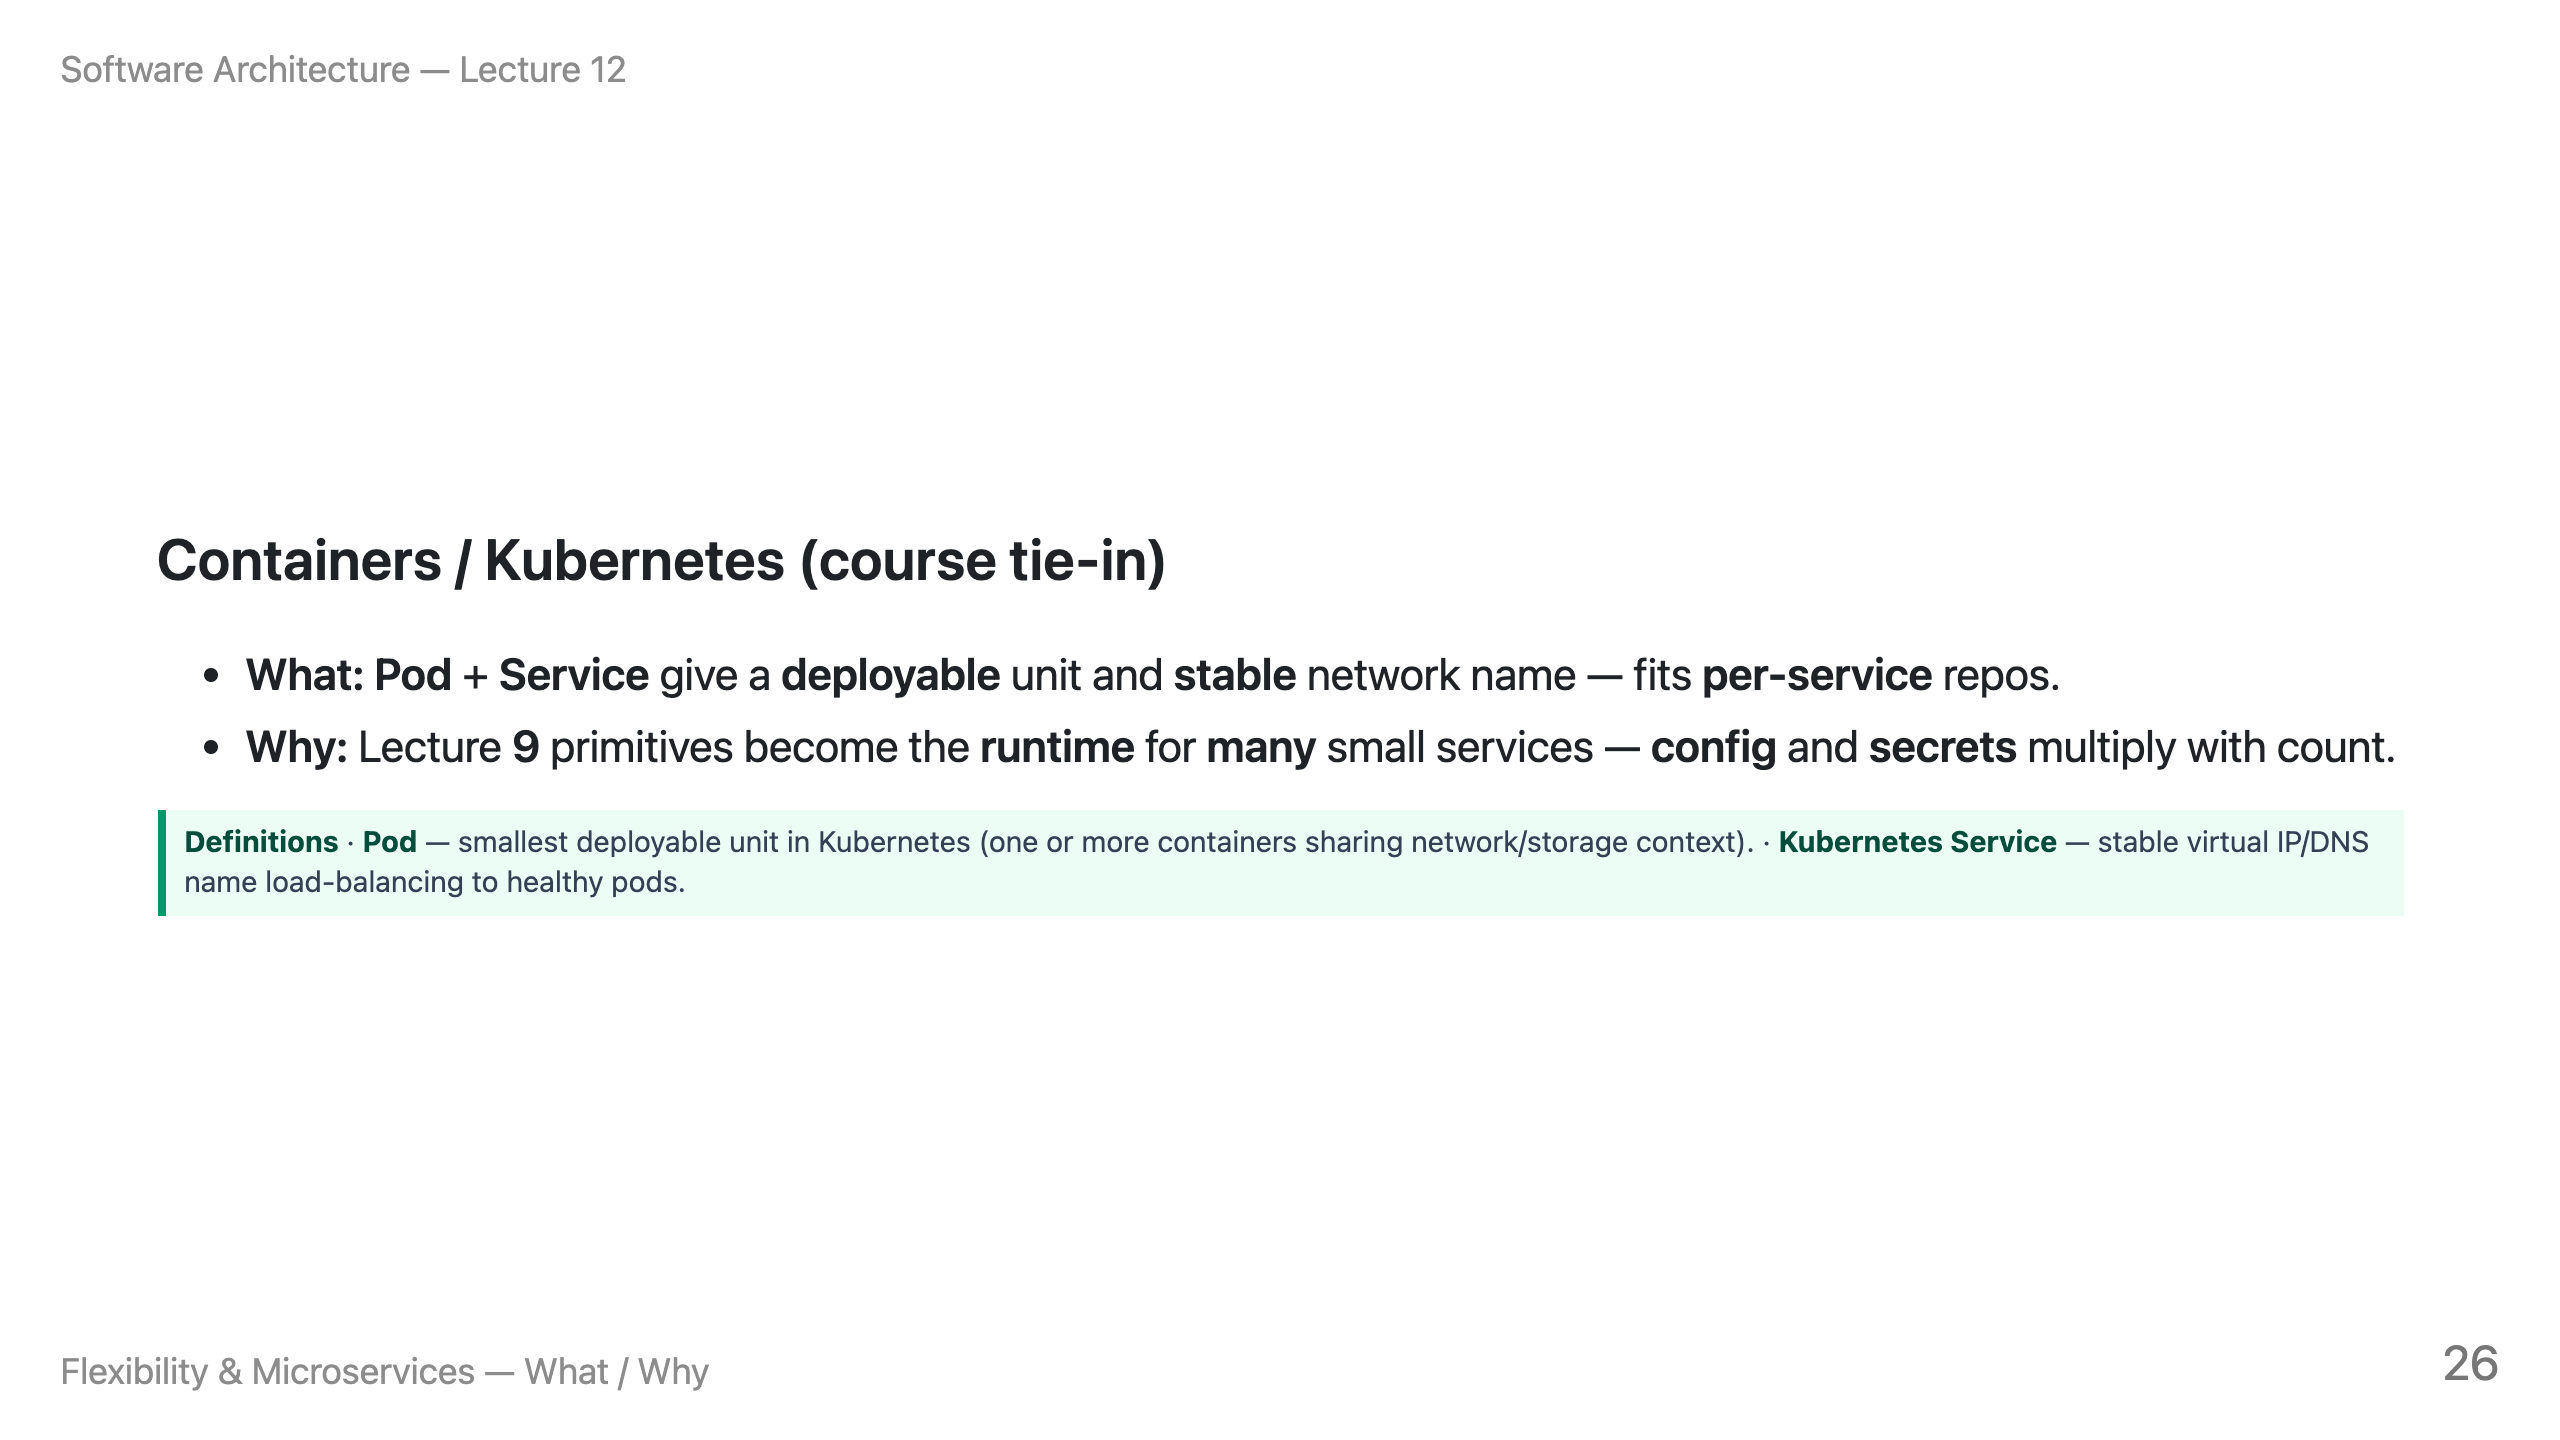 Software Architecture — Lecture 12
Containers / Kubernetes (course tie-in)
• What: Pod + Service give a deployable unit and stable network name — fits per-service repos.
• Why: Lecture 9 primitives become the runtime for many small services — config and secrets multiply with count.
Definitions · Pod — smallest deployable unit in Kubernetes (one or more containers sharing network/storage context). · Kubernetes Service — stable virtual IP/DNS
name load-balancing to healthy pods.
Flexibility & Microservices — What / Why
26